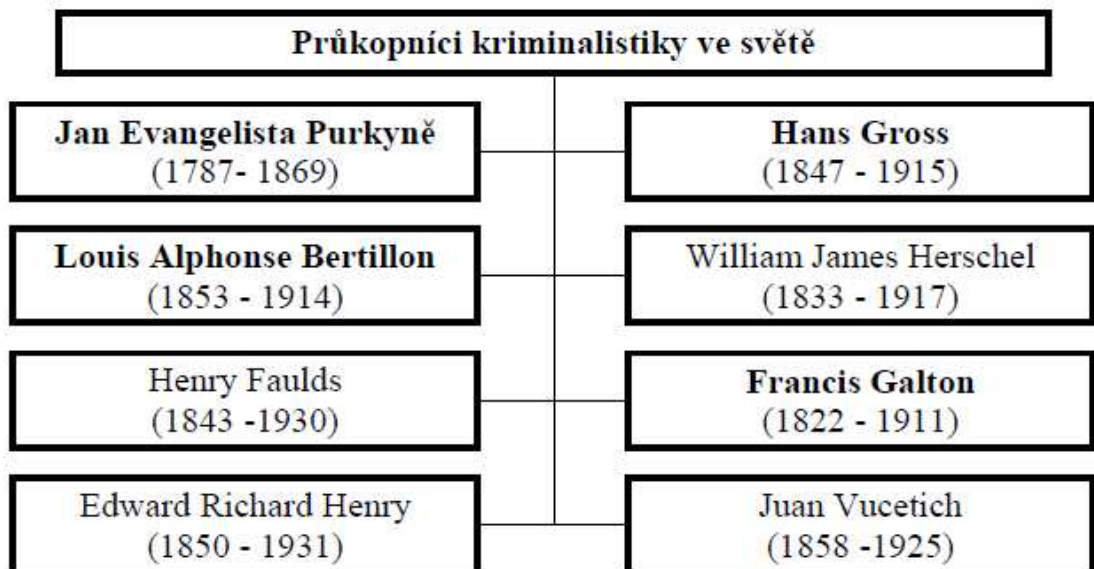 Průkopníci kriminalistiky ve světě
Jan Evangelista Purkyně
(1787- 1869)
Hans Gross
(1847 - 1915)
Louis Alphonse Bertillon
(1853 - 1914)
William James Herschel
(1833 - 1917)
Henry Faulds
(1843 -1930)
Francis Galton
(1822 - 1911)
Edward Richard Henry
(1850 - 1931)
Juan Vucetich
(1858 -1925)